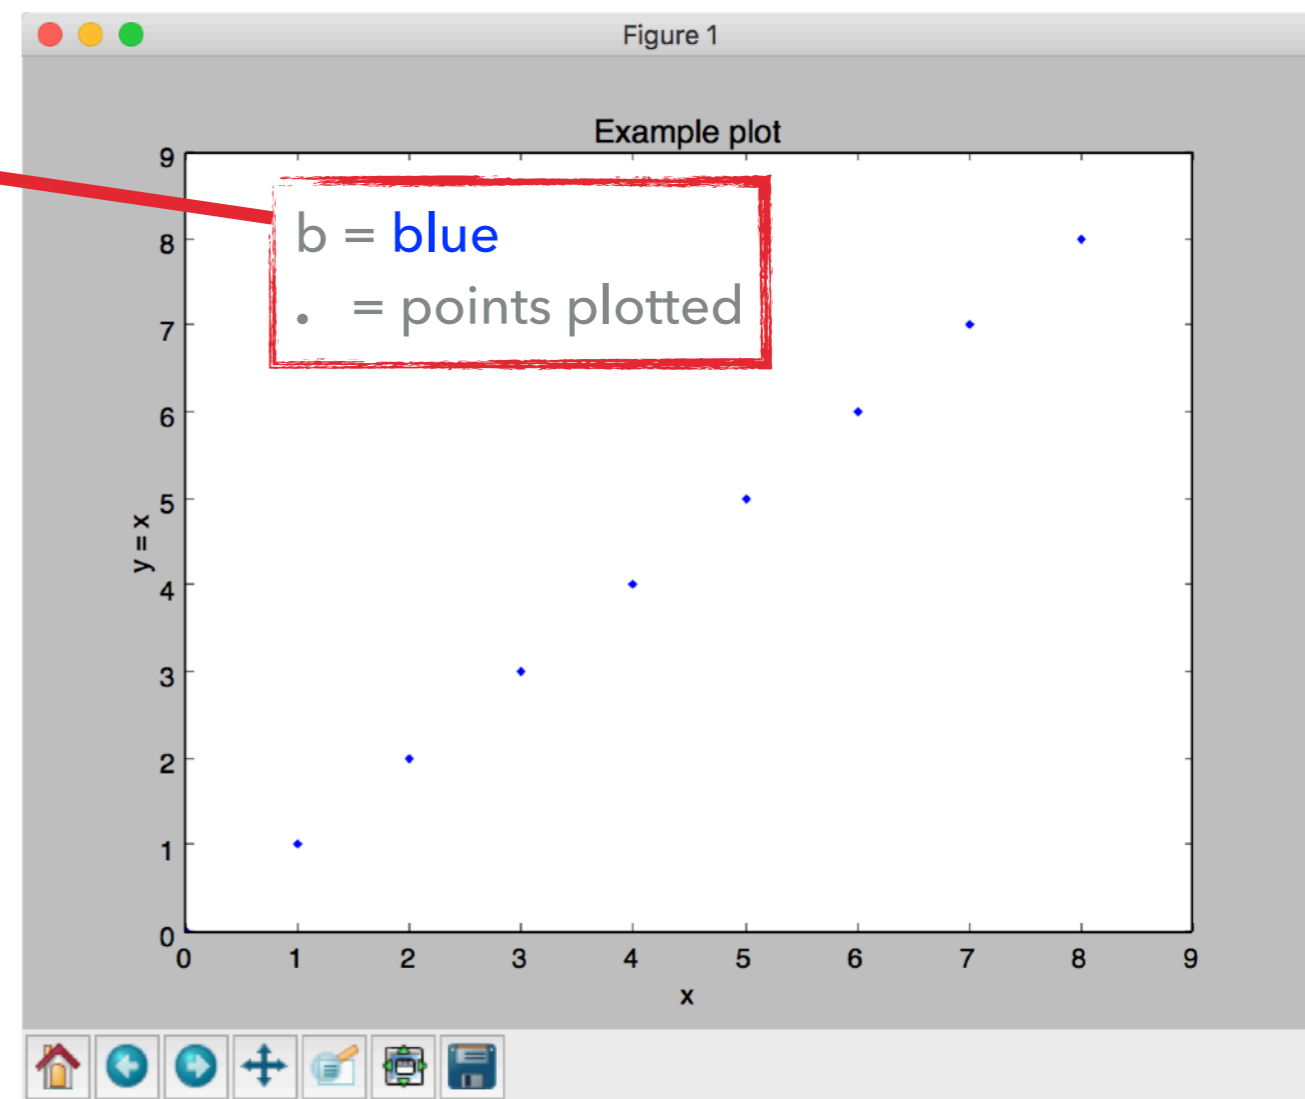 Figure 1
Example plot
b = blue
. = points plotted
9
8
7
6
5
4
3
2
1
0
y = x
0 1 2 3 4 5 6 7 8 9
x